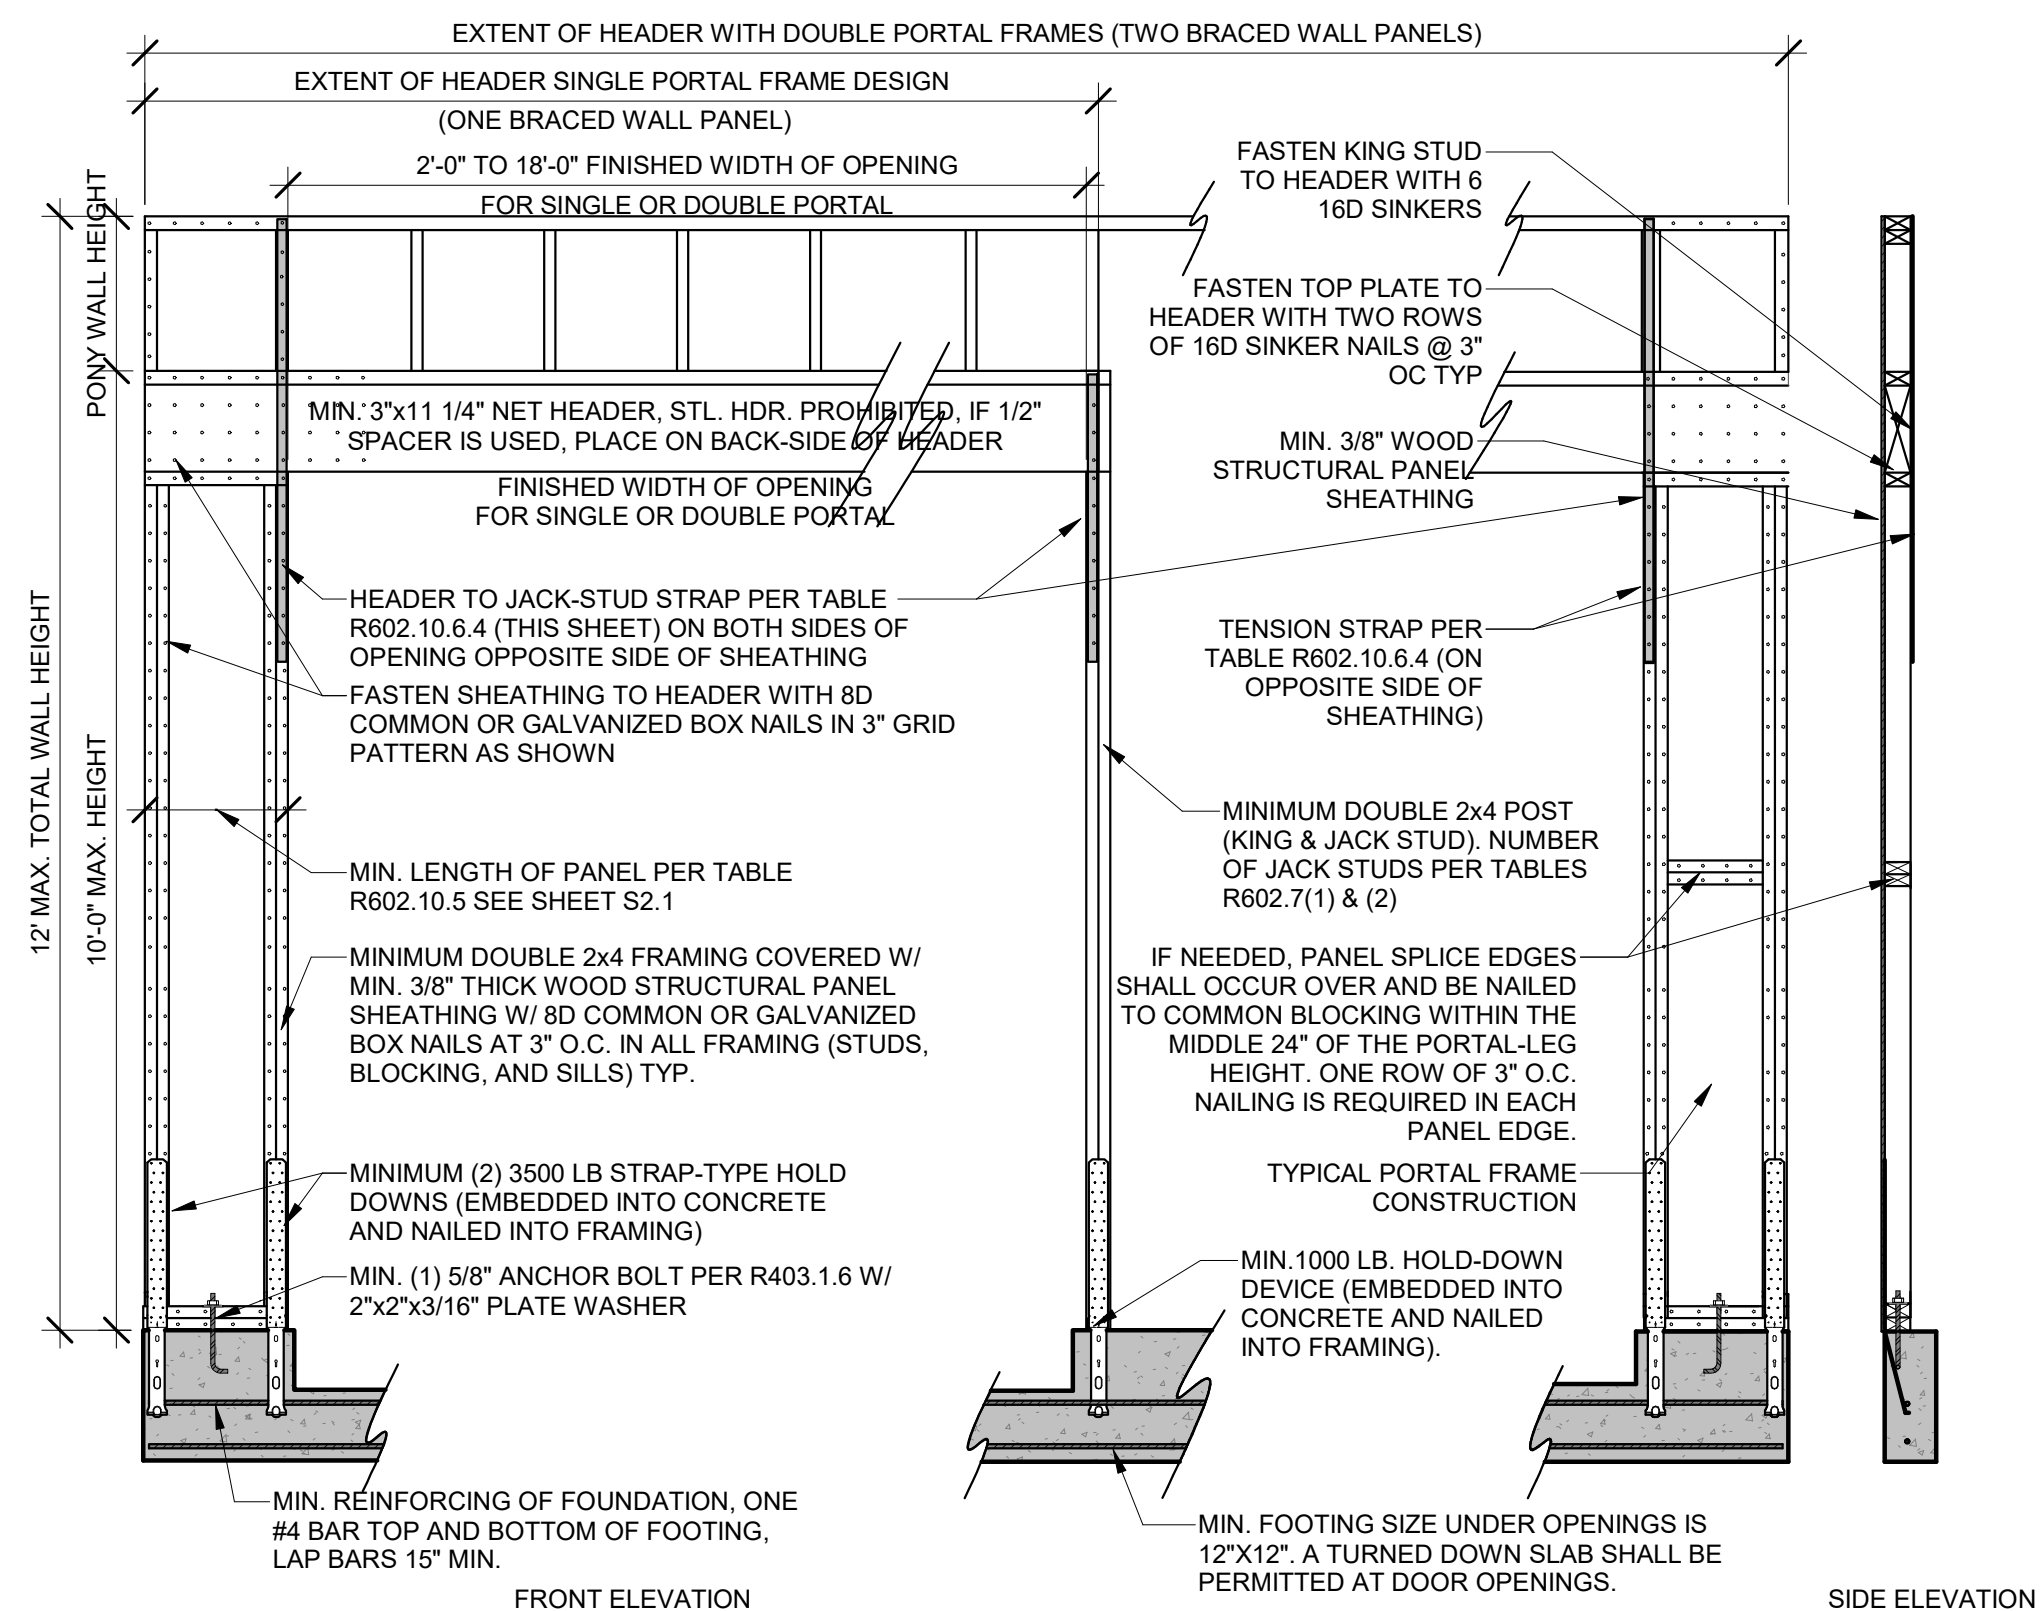 EXTENT OF HEADER WITH DOUBLE PORTAL FRAMES (TWO BRACED WALL PANELS)
EXTENT OF HEADER SINGLE PORTAL FRAME DESIGN
(ONE BRACED WALL PANEL)
2'-0" TO 18'-0" FINISHED WIDTH OF OPENING
FOR SINGLE OR DOUBLE PORTAL
PONY WALL HEIGHT
12' MAX. TOTAL WALL HEIGHT
10'-0" MAX. HEIGHT
MIN. 3"x11 1/4" NET HEADER, STL. HDR. PROHIBITED, IF 1/2"
SPACER IS USED, PLACE ON BACK-SIDE OF HEADER
FINISHED WIDTH OF OPENING
FOR SINGLE OR DOUBLE PORTAL
HEADER TO JACK-STUD STRAP PER TABLE
R602.10.6.4 (THIS SHEET) ON BOTH SIDES OF
OPENING OPPOSITE SIDE OF SHEATHING
FASTEN SHEATHING TO HEADER WITH 8D
COMMON OR GALVANIZED BOX NAILS IN 3" GRID
PATTERN AS SHOWN
MIN. LENGTH OF PANEL PER TABLE
R602.10.5 SEE SHEET S2.1
MINIMUM DOUBLE 2x4 FRAMING COVERED W/
MIN. 3/8" THICK WOOD STRUCTURAL PANEL
SHEATHING W/ 8D COMMON OR GALVANIZED
BOX NAILS AT 3" O.C. IN ALL FRAMING (STUDS,
BLOCKING, AND SILLS) TYP.
MINIMUM (2) 3500 LB STRAP-TYPE HOLD
DOWNS (EMBEDDED INTO CONCRETE
AND NAILED INTO FRAMING)
MIN. (1) 5/8" ANCHOR BOLT PER R403.1.6 W/
2"x2"x3/16" PLATE WASHER
MIN. REINFORCING OF FOUNDATION, ONE
#4 BAR TOP AND BOTTOM OF FOOTING,
LAP BARS 15" MIN.
FRONT ELEVATION
FASTEN KING STUD
TO HEADER WITH 6
16D SINKERS
FASTEN TOP PLATE TO
HEADER WITH TWO ROWS
OF 16D SINKER NAILS @ 3"
OC TYP
MIN. 3/8" WOOD
STRUCTURAL PANEL
SHEATHING
TENSION STRAP PER
TABLE R602.10.6.4 (ON
OPPOSITE SIDE OF
SHEATHING)
MINIMUM DOUBLE 2x4 POST
(KING & JACK STUD). NUMBER
OF JACK STUDS PER TABLES
R602.7(1) & (2)
IF NEEDED, PANEL SPLICE EDGES
SHALL OCCUR OVER AND BE NAILED
TO COMMON BLOCKING WITHIN THE
MIDDLE 24" OF THE PORTAL-LEG
HEIGHT. ONE ROW OF 3" O.C.
NAILING IS REQUIRED IN EACH
PANEL EDGE.
TYPICAL PORTAL FRAME
CONSTRUCTION
MIN.1000 LB. HOLD-DOWN
DEVICE (EMBEDDED INTO
CONCRETE AND NAILED
INTO FRAMING).
MIN. FOOTING SIZE UNDER OPENINGS IS
12"X12". A TURNED DOWN SLAB SHALL BE
PERMITTED AT DOOR OPENINGS.
SIDE ELEVATION